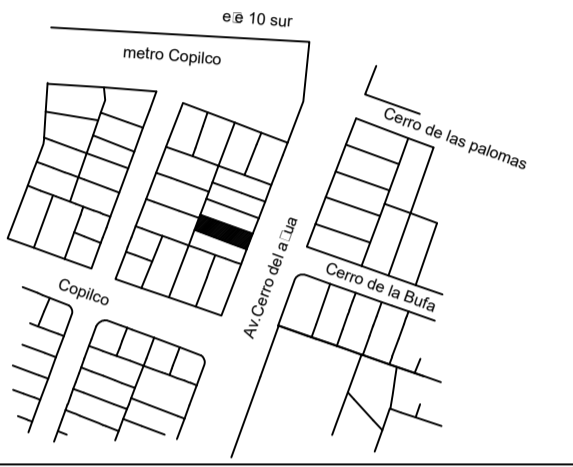 10 sur
metro Copilco
Cerro de las palomas
Av.Cerro del
Cerro de la Bufa
Copilco